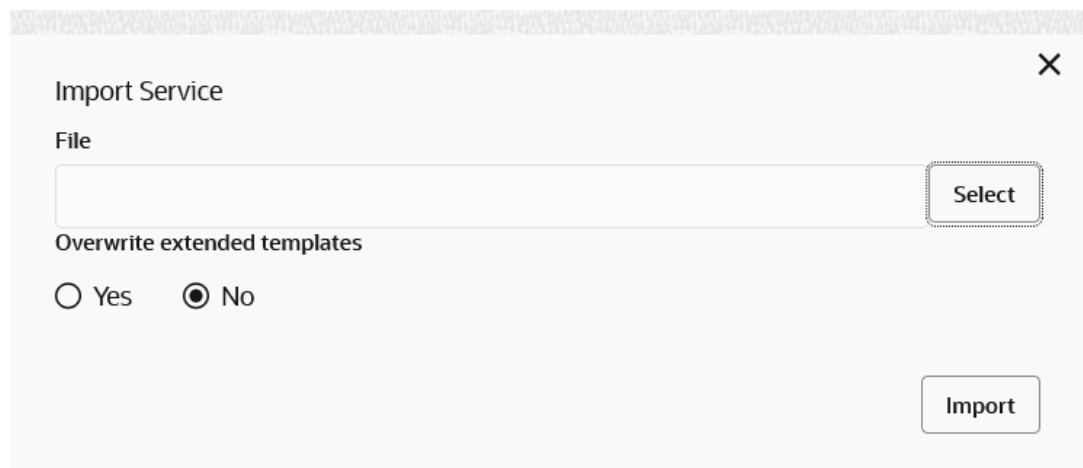 Import Service
File
Select
Overwrite extended templates
Yes No
Import